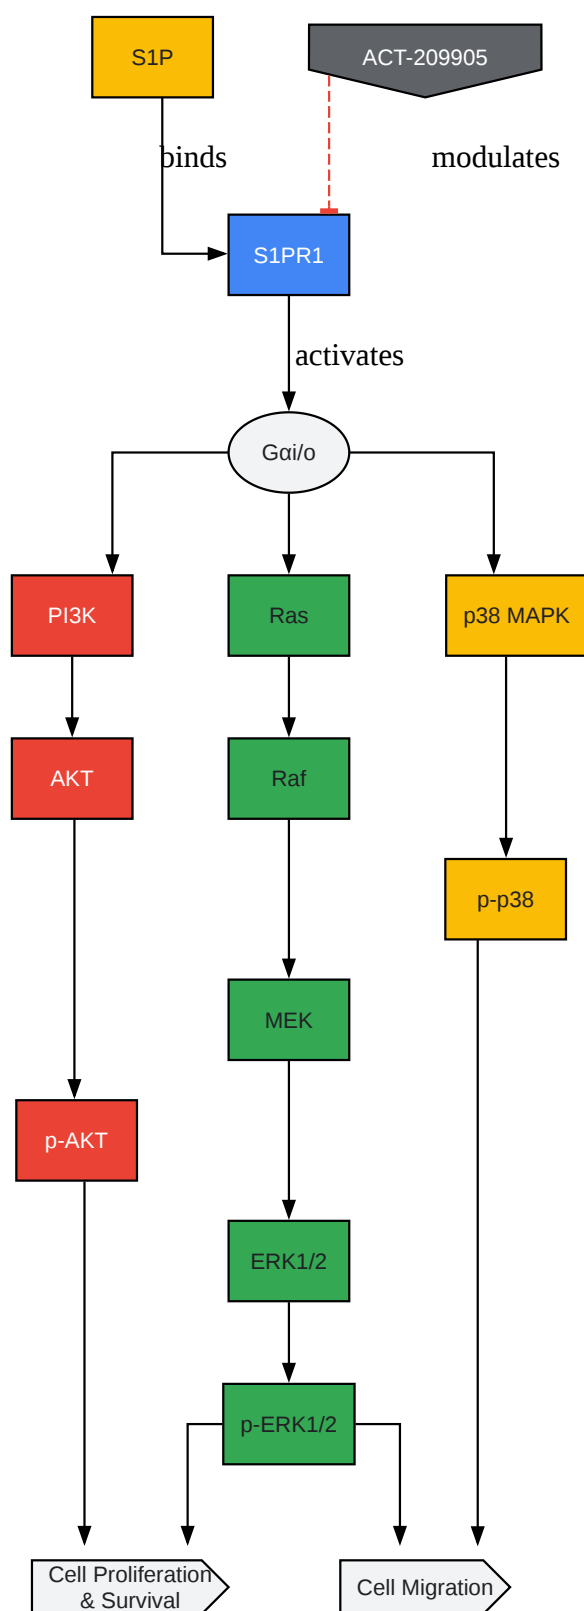 S1P
ACT-209905
binds
modulates
S1PR1
activates
Gαi/o
PI3K
Ras
p38 MAPK
AKT
Raf
p-p38
MEK
p-AKT
ERK1/2
p-ERK1/2
Cell Proliferation
& Survival
Cell Migration